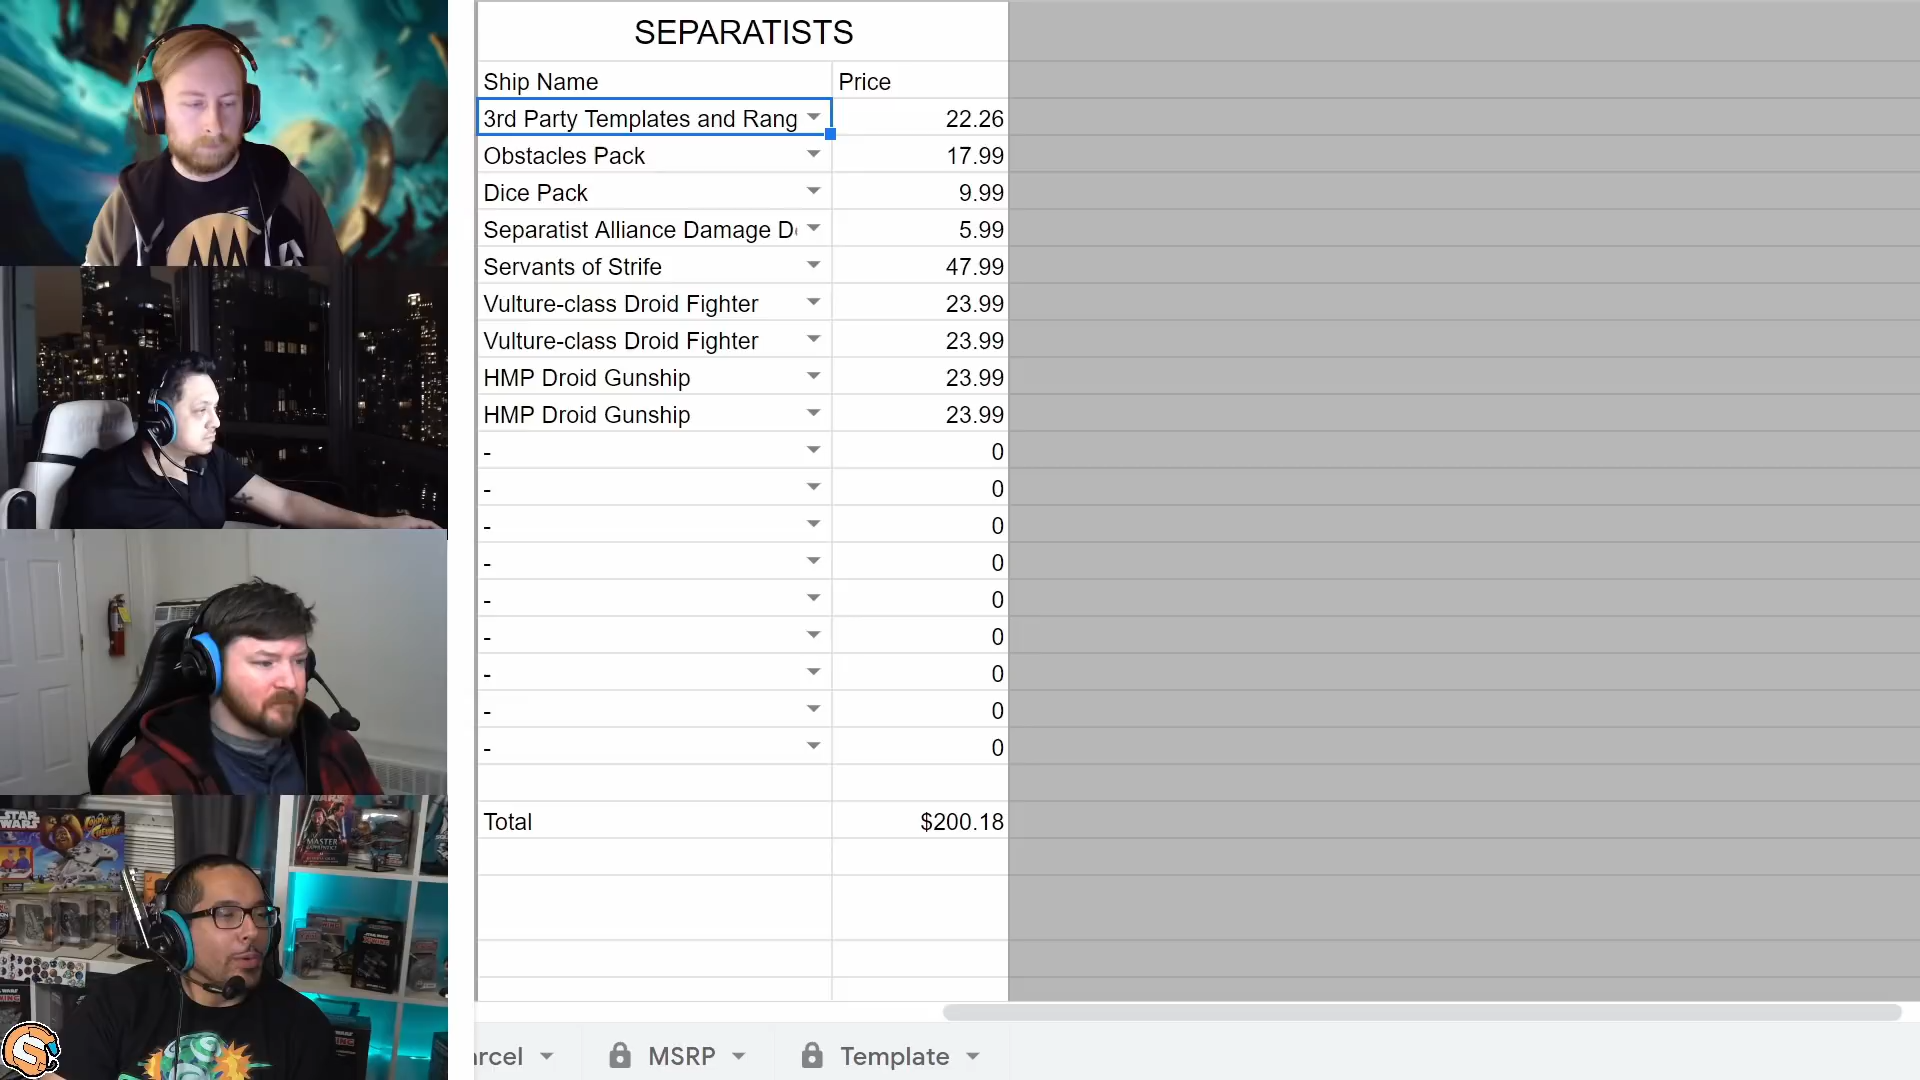 SEPARATISTS
Ship Name Price
3rd Party Templates and Rang 22.26
Obstacles Pack 17.99
Dice Pack 9.99
Separatist Alliance Damage D 5.99
Servants of Strife 47.99
Vulture-class Droid Fighter 23.99
Vulture-class Droid Fighter 23.99
HMP Droid Gunship 23.99
HMP Droid Gunship 23.99
- 0
- 0
- 0
- 0
- 0
- 0
- 0
- 0
- 0
Total $200.18
rcel MSRP Template
STAR WARS
MASTER
S